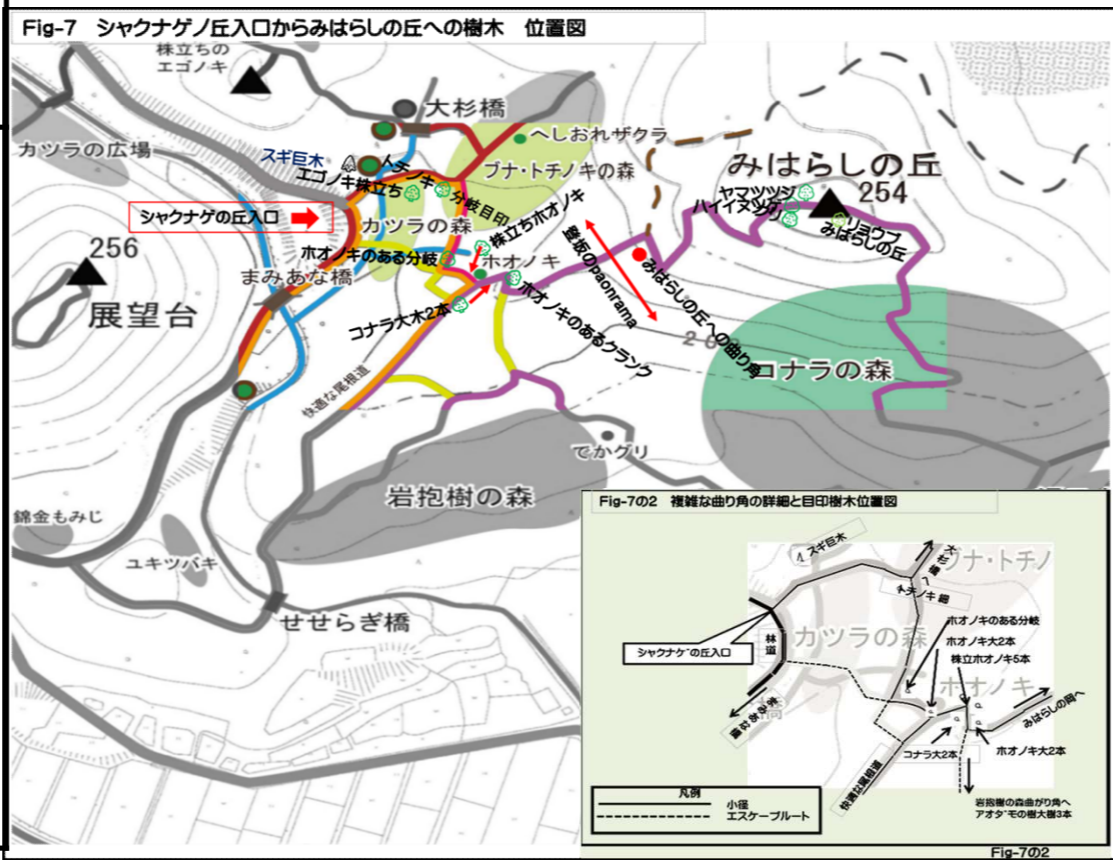 Fig-7 シャクナゲノ丘入口からみはらしの丘への樹木 位置図
株立ちの
エゴノキ
大杉橋
へしおれザクラ
カツラの広場
スギ巨木
ブナ・トチノキの森
みはらしの丘
254
トチノキ
エゴノキ株立ち
分岐目印
ヤマツツジ
ハイイヌツゲ
リョウブ
みはらしの丘
シャクナゲの丘入口
カツラの森
株立ちホオノキ
256
展望台
ホオノキのある分岐
ホオノキ
まみあな橋
登坂のpaonrama
みはらしの丘への曲り角
コナラ大木2本
ホオノキのあるクランク
コナラの森
快適な尾根道
でかグリ
岩抱樹の森
錦金もみじ
ユキツバキ
せせらぎ橋
Fig-7の2 複雑な曲り角の詳細と目印樹木位置図
スギ巨木
大杉橋へ
ブナ・トチノ
トチノキ 細
カツラの森
ホオノキのある分岐
ホオノキ大2本
株立ホオノキ5本
シャクナゲの丘入口
林道
ホオノキ
橋
みはらしの岡へ
コナラ大2本
ホオノキ大2本
快適な尾根道
岩抱樹の森曲がり角へ
アオダモの樹大樹3本
凡例
小径
エスケープルート
Fig-7の2